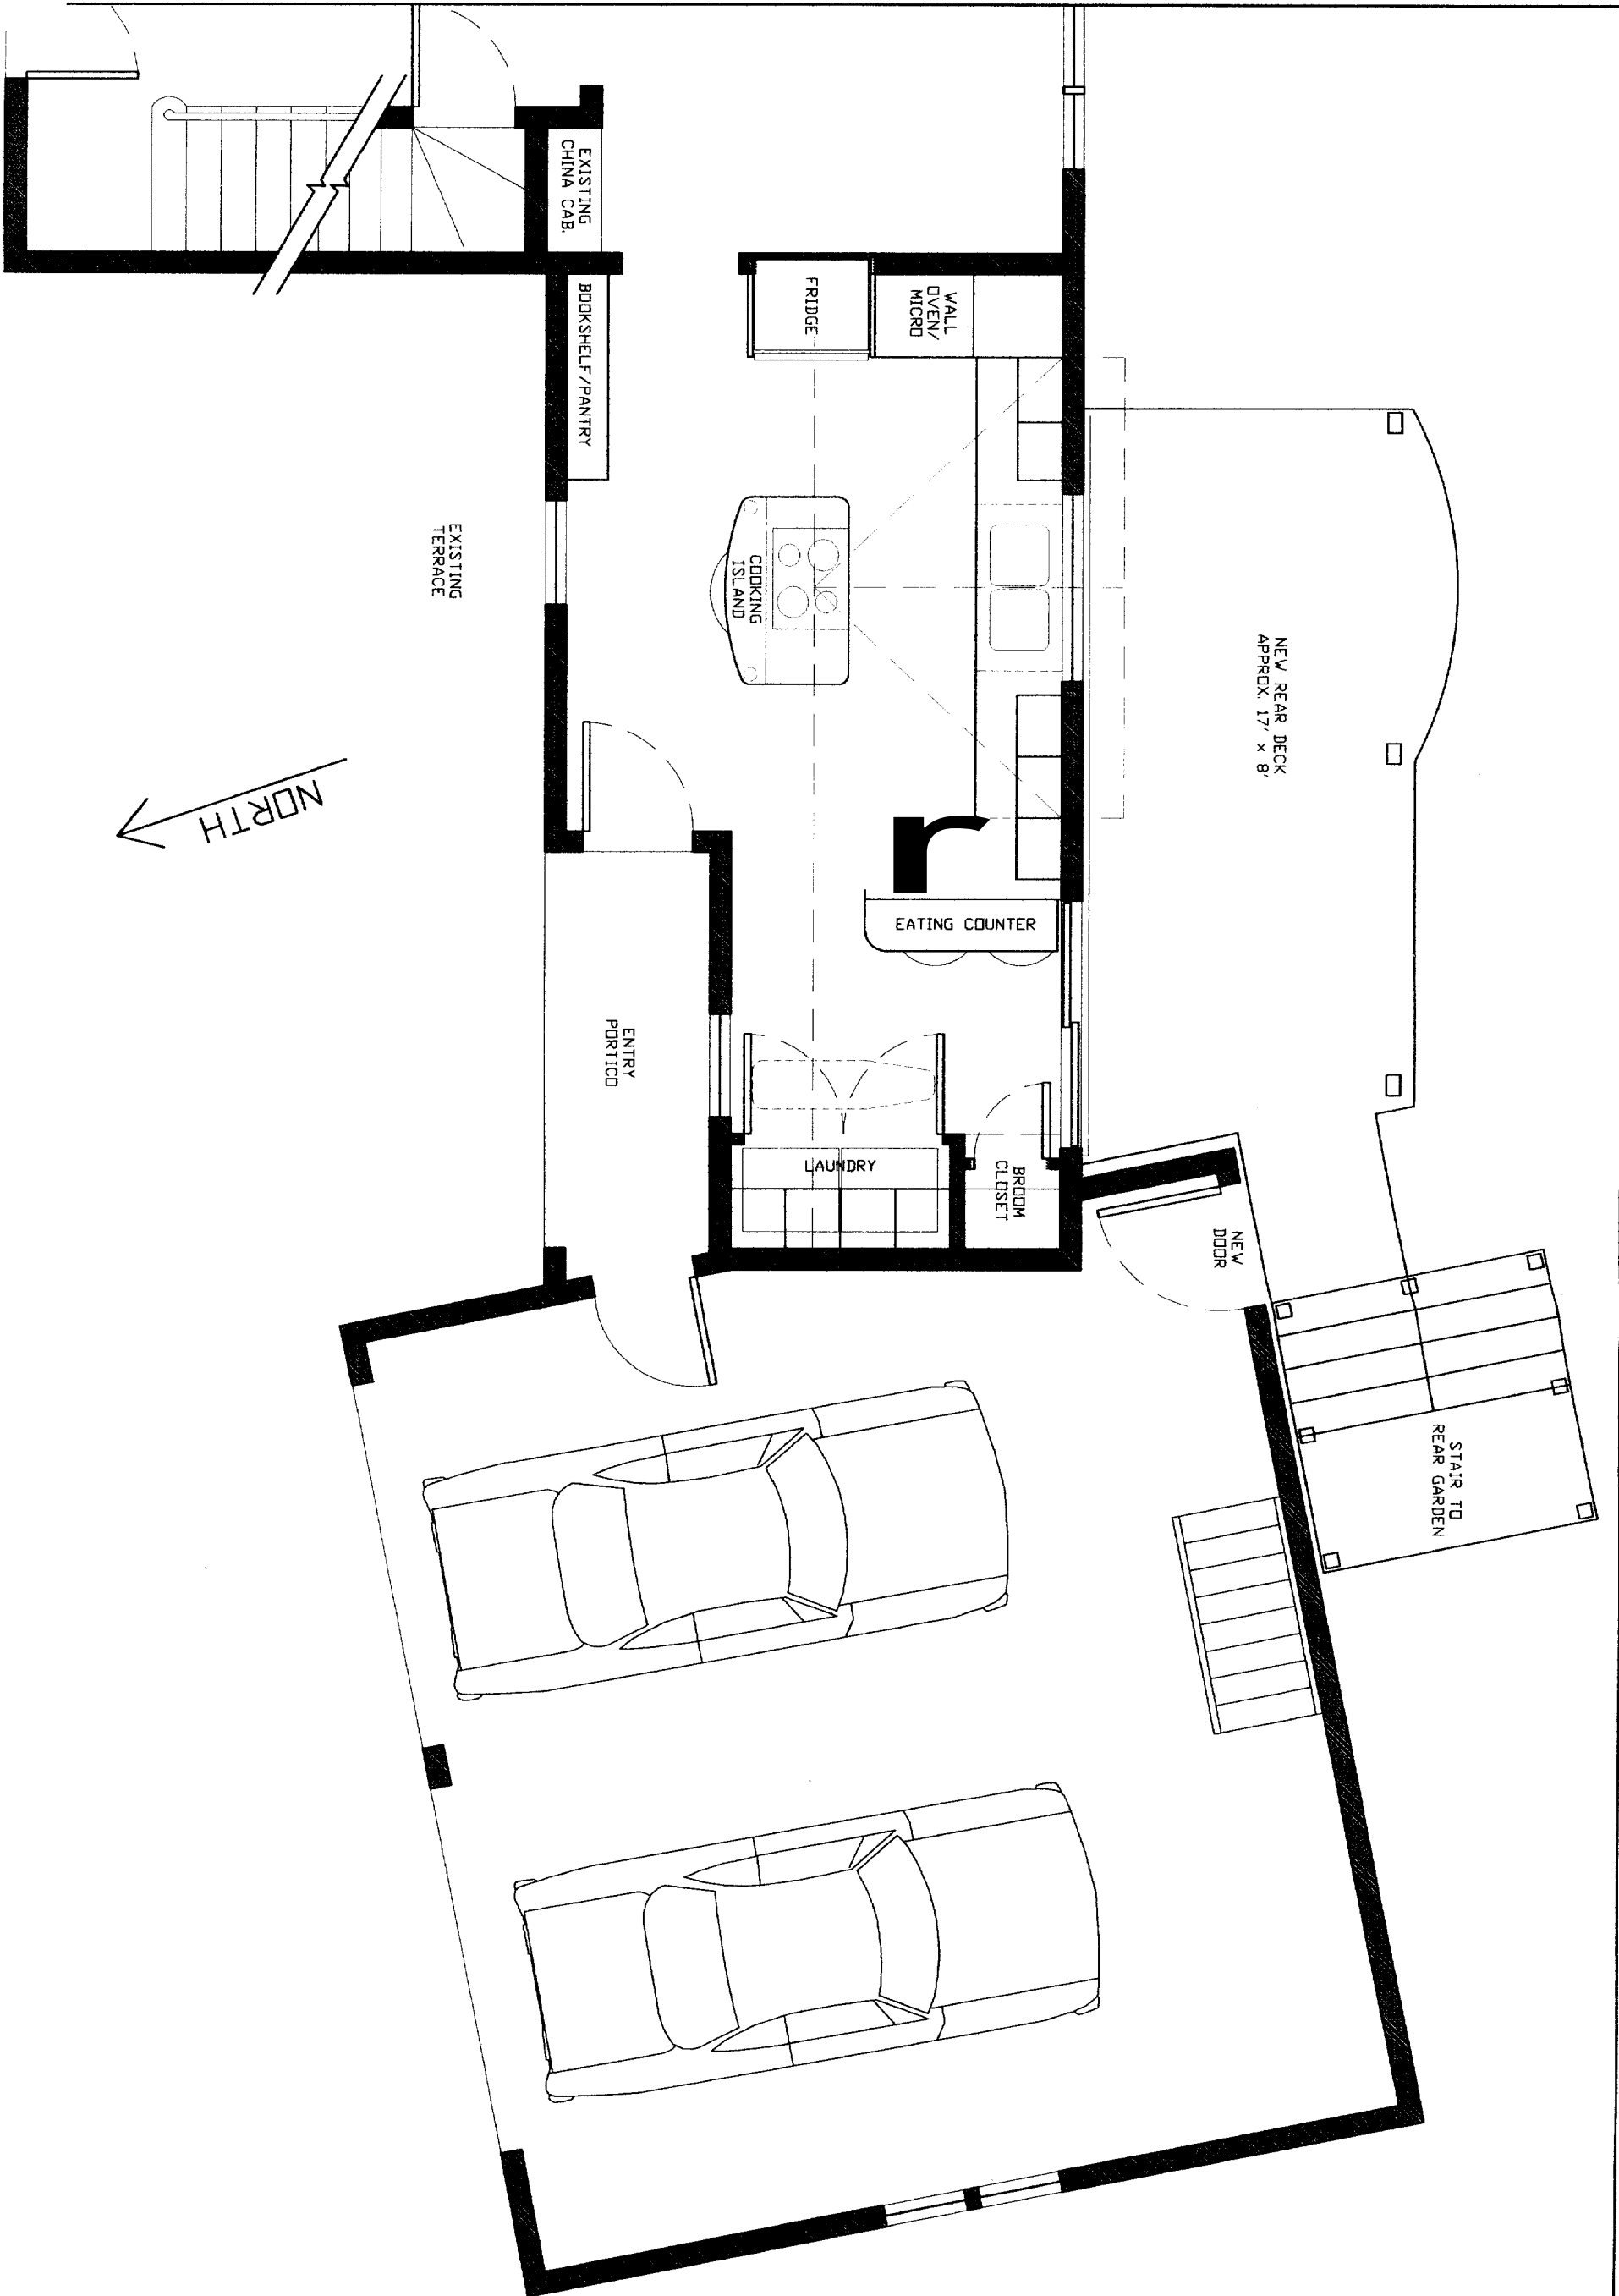 EXISTING
CHINA CAB.
BOOKSHELF/PANTRY
FRIDGE
WALL
OVEN/
MICRO
EXISTING
TERRACE
COOKING
ISLAND
NEW REAR DECK
APPROX. 17' x 8'
NORTH
EATING COUNTER
ENTRY
PORTICO
LAUNDRY
BROOM
CLOSET
NEW
DOOR
STAIR TO
REAR GARDEN